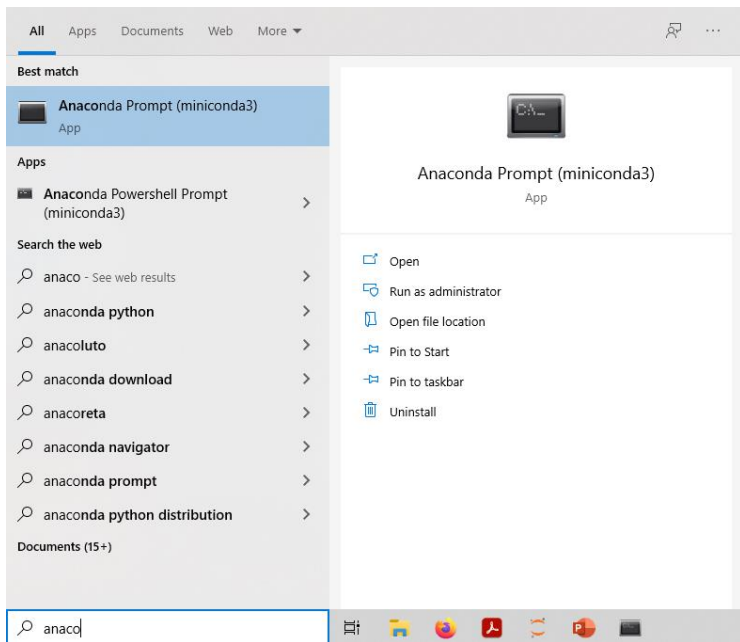 All Apps Documents Web More
Best match
Anaconda Prompt (miniconda3)
App
Apps
Anaconda Powershell Prompt
(miniconda3)
Search the web
anaco - See web results
anaconda python
anacoluto
anaconda download
anacoreta
anaconda navigator
anaconda prompt
anaconda python distribution
Documents (15+)
anaco
C:\_
Anaconda Prompt (miniconda3)
App
Open
Run as administrator
Open file location
Pin to Start
Pin to taskbar
Uninstall
P